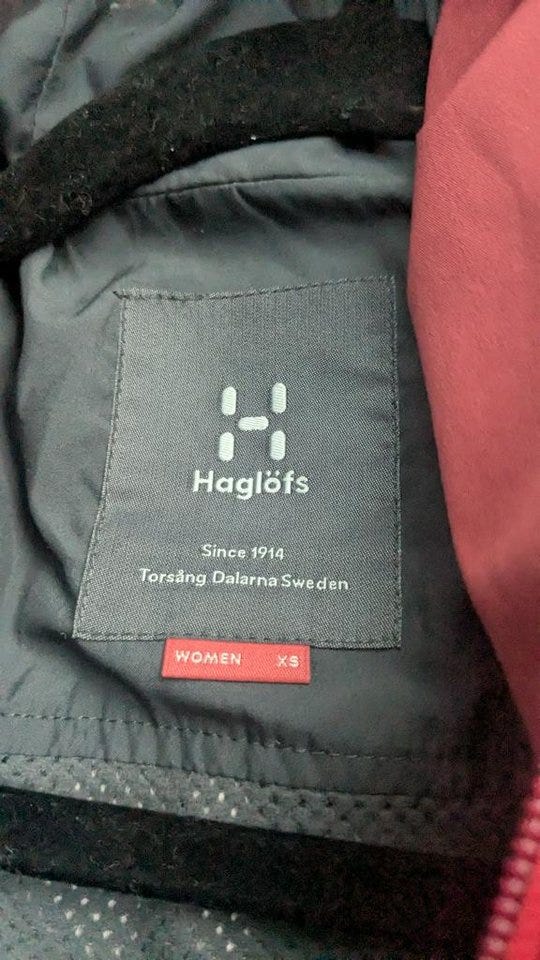 Haglöfs
Since 1914
Torsång Dalarna Sweden
WOMEN XS